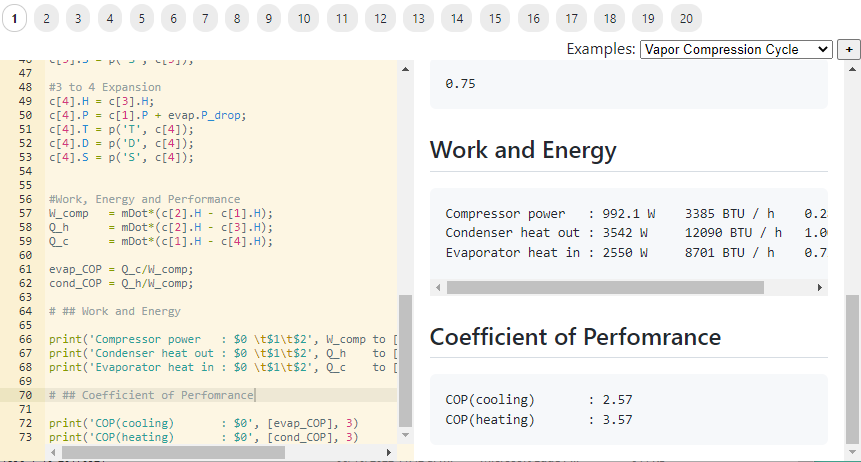 1 2 3 4 5 6 7 8 9 10 11 12 13 14 15 16 17 18 19 20
Examples: Vapor Compression Cycle +
47
48 #3 to 4 Expansion
49 c[4].H = c[3].H;
50 c[4].P = c[1].P + evap.P_drop;
51 c[4].T = p('T', c[4]);
52 c[4].D = p('D', c[4]);
53 c[4].S = p('S', c[4]);
54
55
56 #Work, Energy and Performance
57 W_comp   = mDot*(c[2].H - c[1].H);
58 Q_h      = mDot*(c[2].H - c[3].H);
59 Q_c      = mDot*(c[1].H - c[4].H);
60
61 evap_COP = Q_c/W_comp;
62 cond_COP = Q_h/W_comp;
63
64 # ## Work and Energy
65
66 print('Compressor power   : $0 \t$1\t$2', W_comp to [
67 print('Condenser heat out : $0 \t$1\t$2', Q_h    to [
68 print('Evaporator heat in : $0 \t$1\t$2', Q_c    to [
69
70 # ## Coefficient of Perfomrance
71
72 print('COP(cooling)       : $0', [evap_COP], 3)
73 print('COP(heating)       : $0', [cond_COP], 3)
0.75
Work and Energy
Compressor power   : 992.1 W    3385 BTU / h    0.2
Condenser heat out : 3542 W     12090 BTU / h   1.0
Evaporator heat in : 2550 W     8701 BTU / h    0.7
Coefficient of Perfomrance
COP(cooling)       : 2.57
COP(heating)       : 3.57